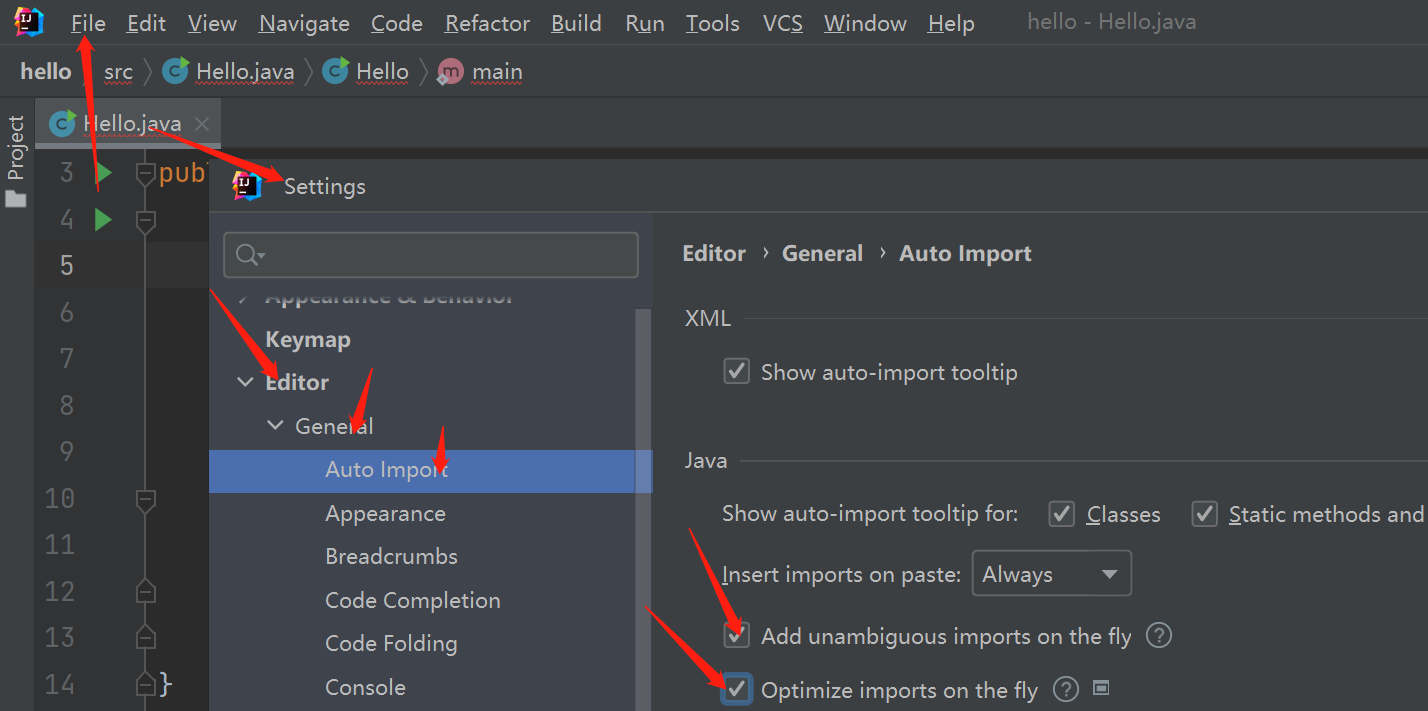 File Edit View Navigate Code Refactor Build Run Tools VCS Window Help hello - Hello.java
hello src Hello.java Hello main
Hello.java
Project
3 pub
4
5
6
7
8
9
10
11
12
13
14 }
Settings
Appearance & Behavior
Keymap
Editor
General
Auto Import
Appearance
Breadcrumbs
Code Completion
Code Folding
Console
Editor › General › Auto Import
XML
Show auto-import tooltip
Java
Show auto-import tooltip for: Classes Static methods and
Insert imports on paste: Always
Add unambiguous imports on the fly ?
Optimize imports on the fly ?